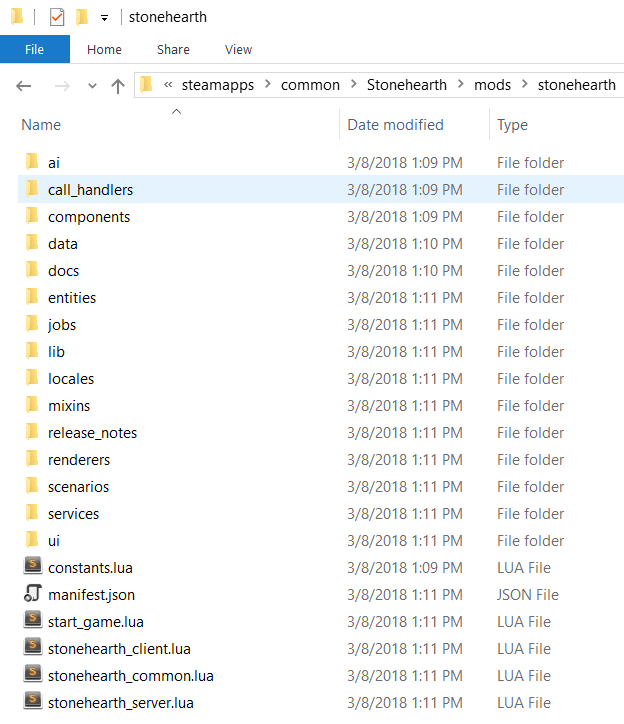 stonehearth
File Home Share View
« steamapps > common > Stonehearth > mods > stonehearth
Name Date modified Type
ai 3/8/2018 1:09 PM File folder
call_handlers 3/8/2018 1:09 PM File folder
components 3/8/2018 1:09 PM File folder
data 3/8/2018 1:10 PM File folder
docs 3/8/2018 1:10 PM File folder
entities 3/8/2018 1:11 PM File folder
jobs 3/8/2018 1:11 PM File folder
lib 3/8/2018 1:11 PM File folder
locales 3/8/2018 1:11 PM File folder
mixins 3/8/2018 1:11 PM File folder
release_notes 3/8/2018 1:11 PM File folder
renderers 3/8/2018 1:11 PM File folder
scenarios 3/8/2018 1:11 PM File folder
services 3/8/2018 1:11 PM File folder
ui 3/8/2018 1:11 PM File folder
constants.lua 3/8/2018 1:09 PM LUA File
manifest.json 3/8/2018 1:11 PM JSON File
start_game.lua 3/8/2018 1:11 PM LUA File
stonehearth_client.lua 3/8/2018 1:11 PM LUA File
stonehearth_common.lua 3/8/2018 1:11 PM LUA File
stonehearth_server.lua 3/8/2018 1:11 PM LUA File